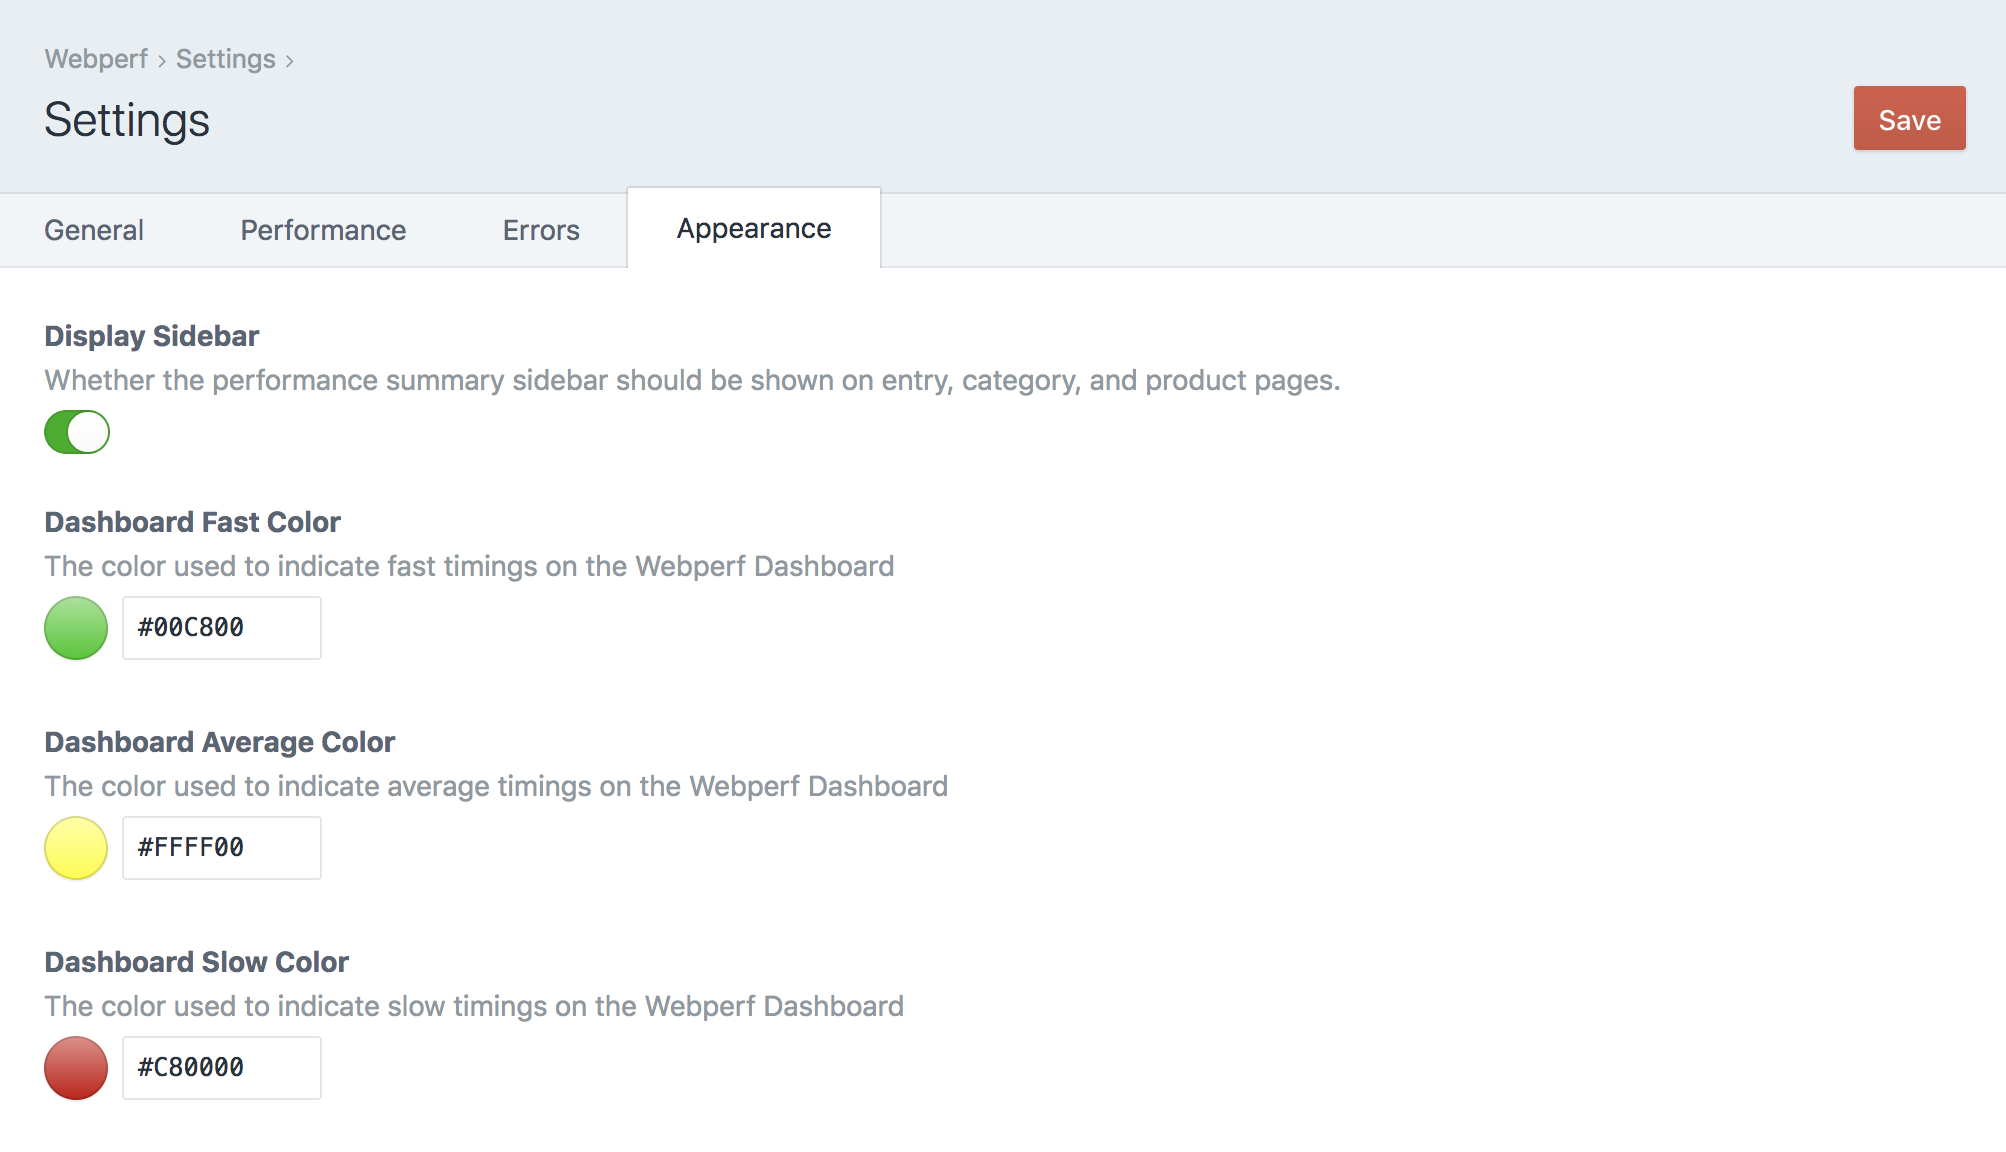 Webperf › Settings ›
Settings
Save
General Performance Errors Appearance
Display Sidebar
Whether the performance summary sidebar should be shown on entry, category, and product pages.
Dashboard Fast Color
The color used to indicate fast timings on the Webperf Dashboard
#00C800
Dashboard Average Color
The color used to indicate average timings on the Webperf Dashboard
#FFFF00
Dashboard Slow Color
The color used to indicate slow timings on the Webperf Dashboard
#C80000